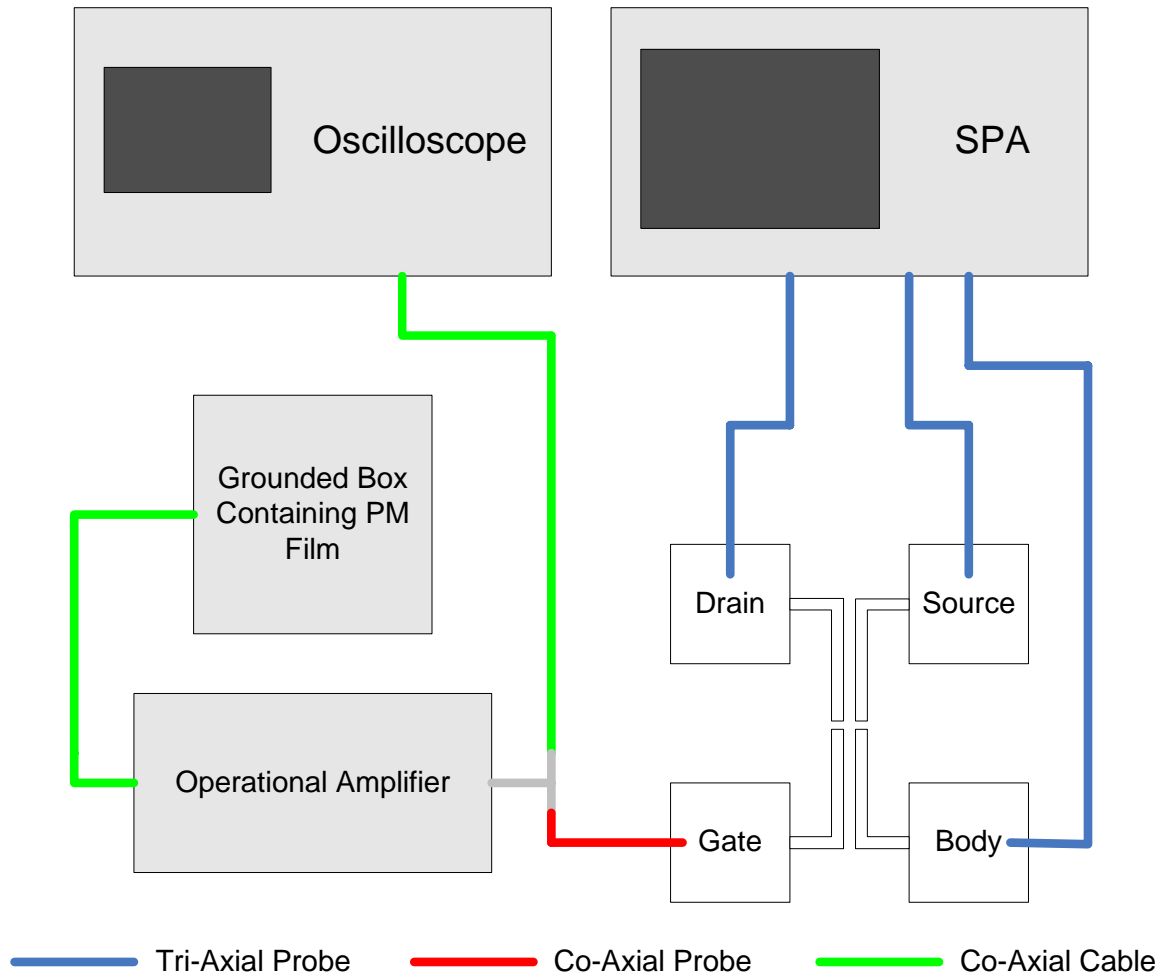 Oscilloscope
SPA
Grounded Box
Containing PM
Film
Drain
Source
Operational Amplifier
Gate
Body
Tri-Axial Probe
Co-Axial Probe
Co-Axial Cable